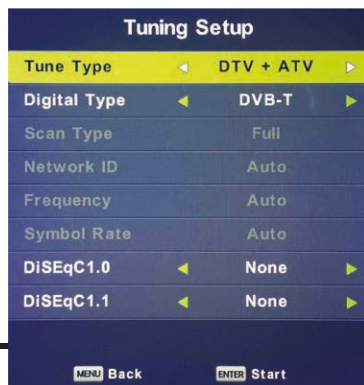 Tuning Setup
Tune Type DTV + ATV
Digital Type DVB-T
Scan Type Full
Network ID Auto
Frequency Auto
Symbol Rate Auto
DiSEqC1.0 None
DiSEqC1.1 None
MENU Back ENTER Start